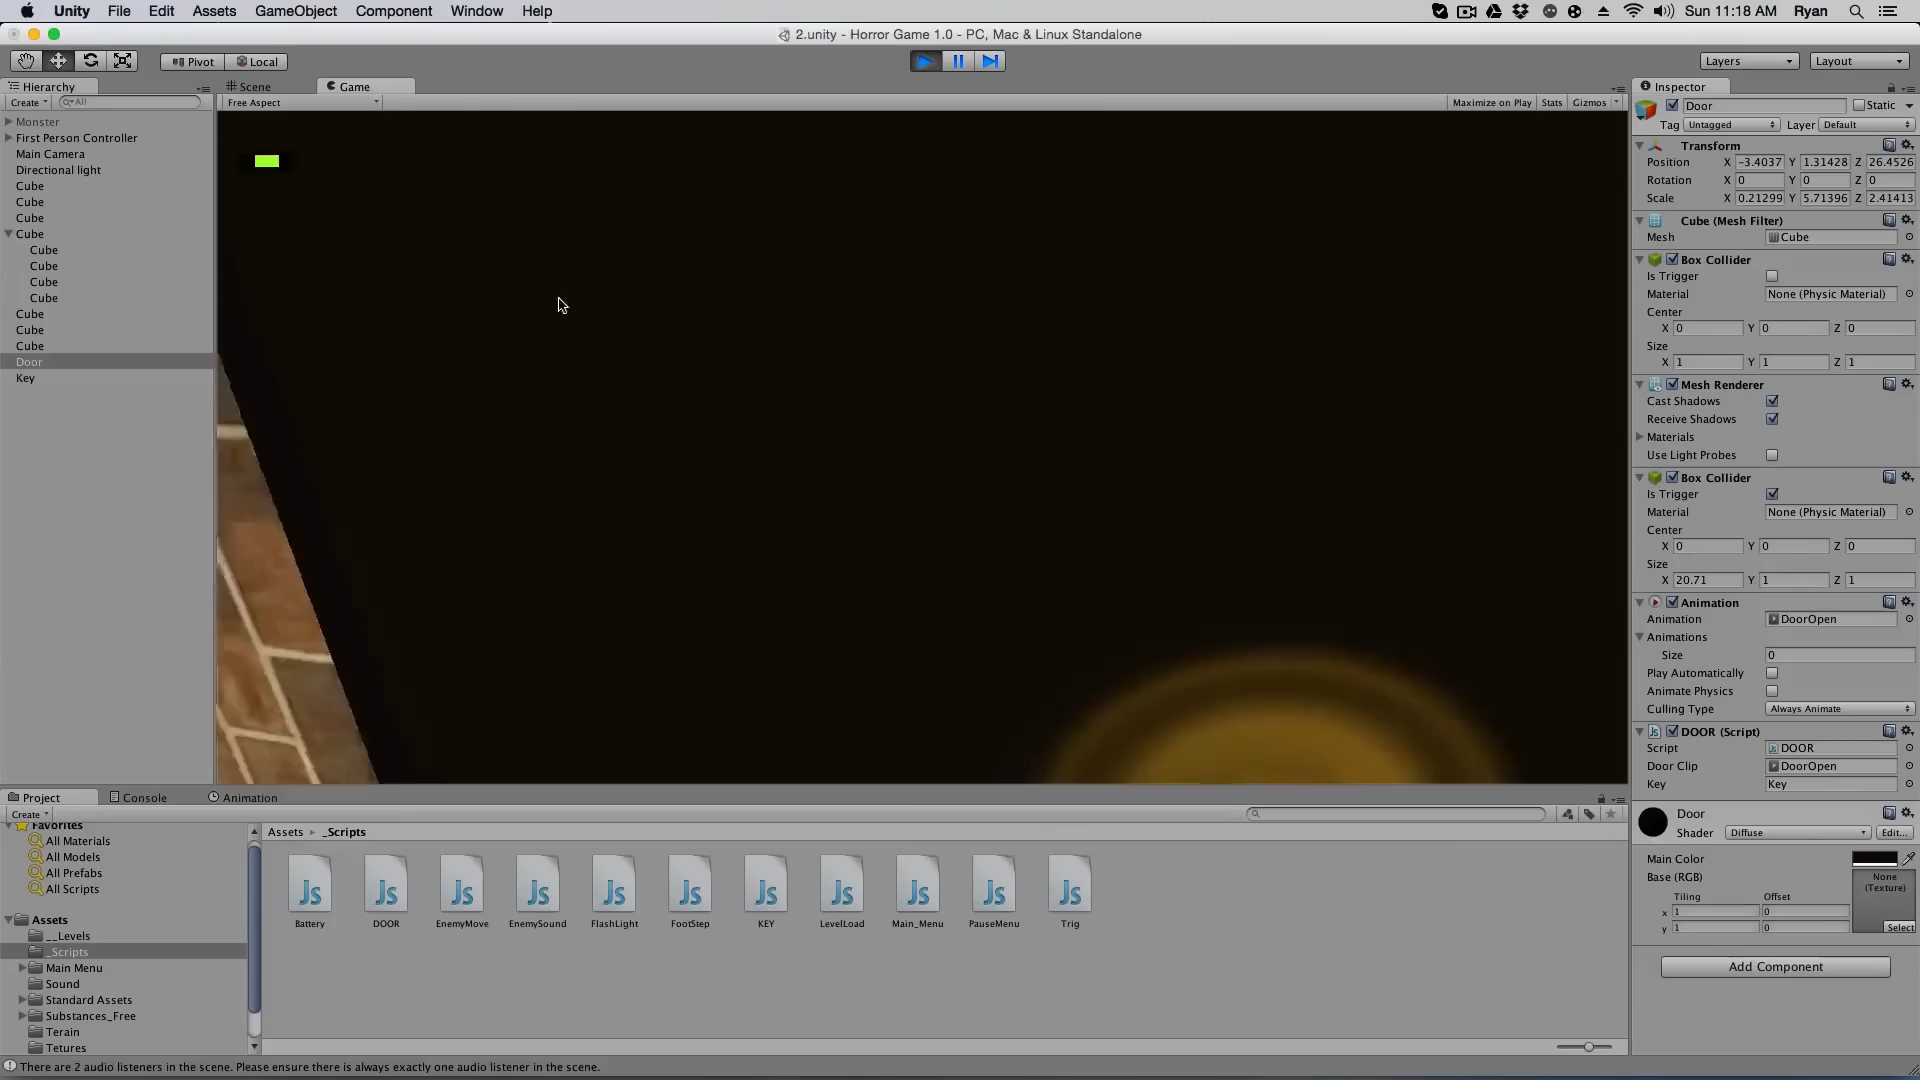 Unity File Edit Assets GameObject Component Window Help Sun 11:18 AM Ryan
2.unity - Horror Game 1.0 - PC, Mac & Linux Standalone
Pivot Local Layers Layout
Hierarchy
Create All
Monster
First Person Controller
Main Camera
Directional light
Cube
Cube
Cube
Cube
Cube
Cube
Cube
Cube
Cube
Cube
Cube
Door
Key
Scene Game
Free Aspect Maximize on Play Stats Gizmos
Inspector
Door Static
Tag Untagged Layer Default
Transform
Position X -3.4037 Y 1.31428 Z 26.4526
Rotation X 0 Y 0 Z 0
Scale X 0.21299 Y 5.71396 Z 2.41413
Cube (Mesh Filter)
Mesh Cube
Box Collider
Is Trigger
Material None (Physic Material)
Center
X 0 Y 0 Z 0
Size
X 1 Y 1 Z 1
Mesh Renderer
Cast Shadows
Receive Shadows
Materials
Use Light Probes
Box Collider
Is Trigger
Material None (Physic Material)
Center
X 0 Y 0 Z 0
Size
X 20.71 Y 1 Z 1
Animation
Animation DoorOpen
Animations
Size 0
Play Automatically
Animate Physics
Culling Type Always Animate
DOOR (Script)
Script DOOR
Door Clip DoorOpen
Key Key
Door
Shader Diffuse Edit...
Main Color
Base (RGB) None (Texture)
Tiling Offset
x 1 0
y 1 0
Select
Add Component
Project Console Animation
Create
Favorites
All Materials
All Models
All Prefabs
All Scripts
Assets
__Levels
_Scripts
Main Menu
Sound
Standard Assets
Substances_Free
Terain
Tetures
Assets _Scripts
Js Js Js Js Js Js Js Js Js Js Js
Battery DOOR EnemyMove EnemySound FlashLight FootStep KEY LevelLoad Main_Menu PauseMenu Trig
There are 2 audio listeners in the scene. Please ensure there is always exactly one audio listener in the scene.